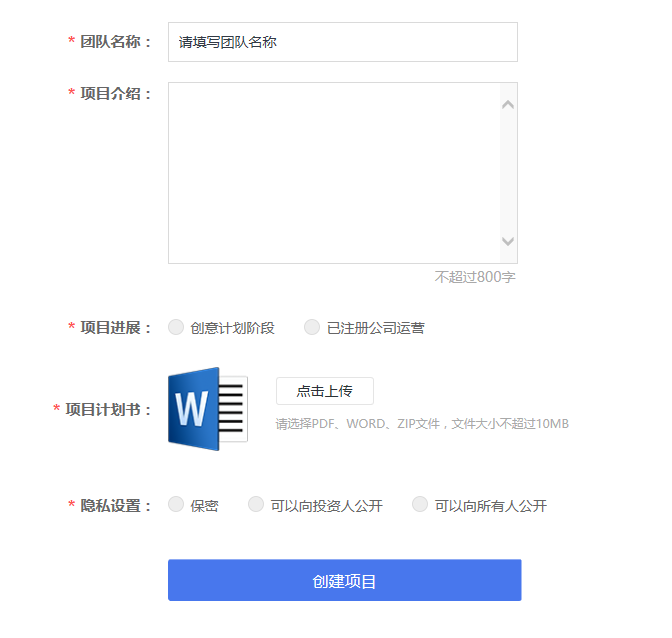 * 团队名称： 请填写团队名称
* 项目介绍：
不超过800字
* 项目进展： 创意计划阶段 已注册公司运营
点击上传
* 项目计划书： W
请选择PDF、WORD、ZIP文件，文件大小不超过10MB
* 隐私设置： 保密 可以向投资人公开 可以向所有人公开
创建项目